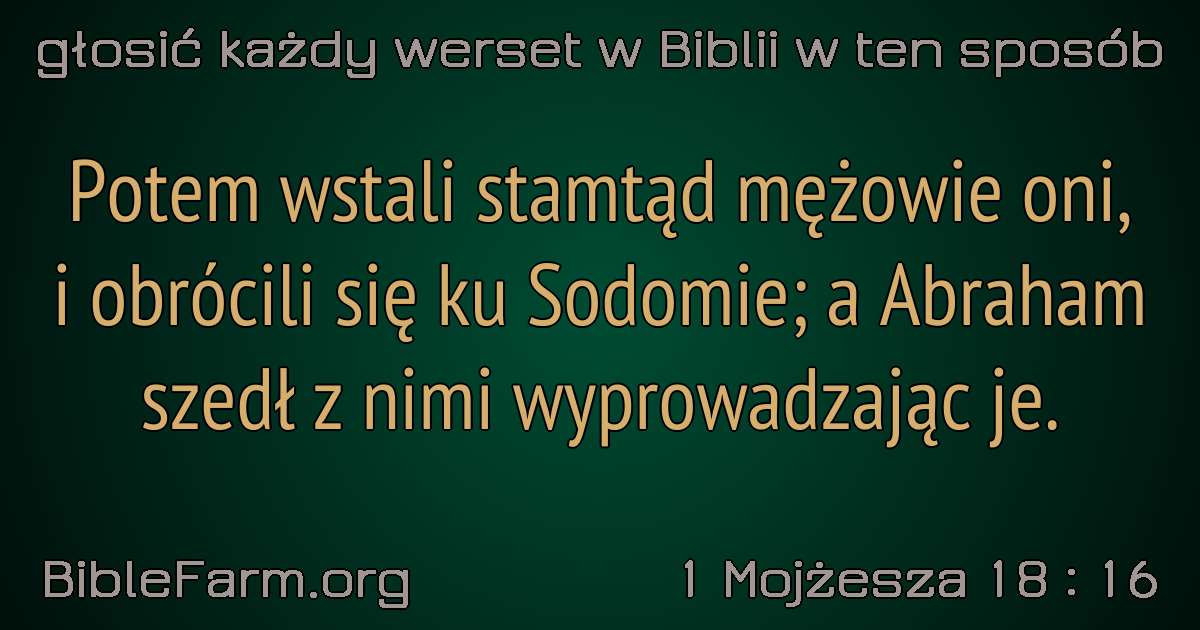 głosić każdy werset w Biblii w ten sposób
Potem wstali stamtąd mężowie oni,
i obrócili się ku Sodomie; a Abraham
szedł z nimi wyprowadzając je.
BibleFarm.org
1 Mojżesza 18 : 16